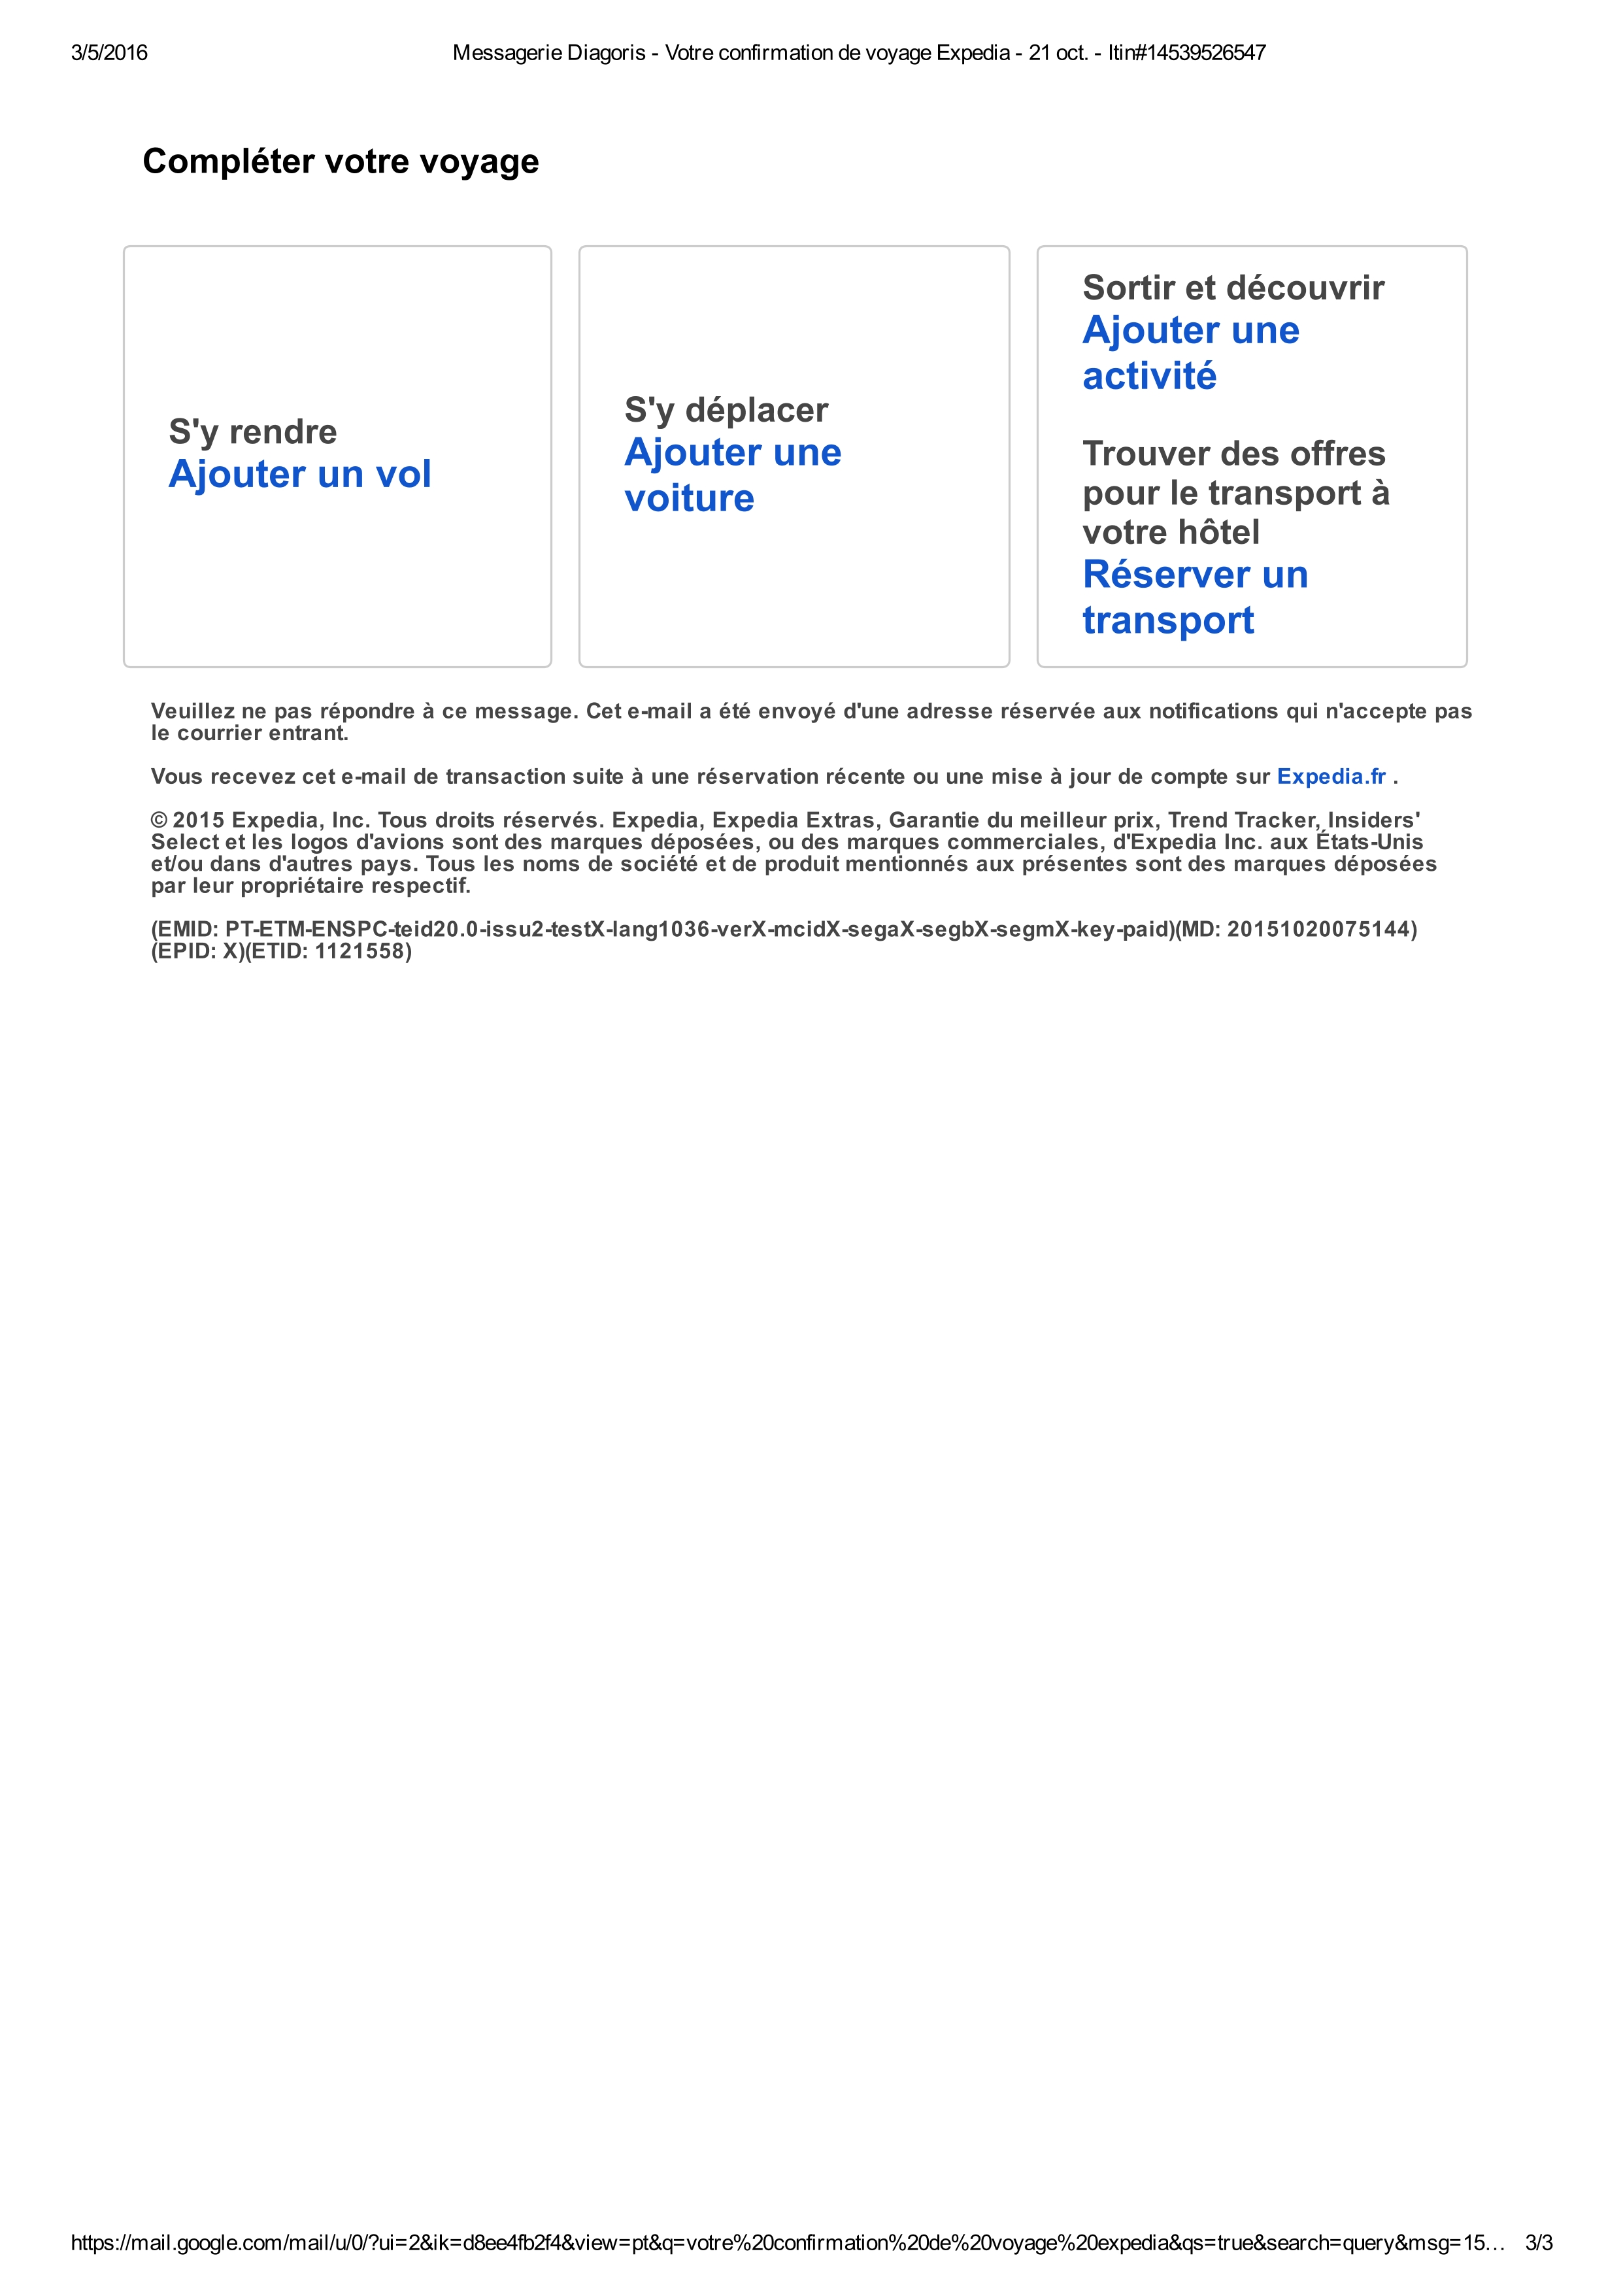 3/5/2016 Messagerie Diagoris - Votre confirmation de voyage Expedia - 21 oct. - Itin#14539526547
Compléter votre voyage
S'y rendre
Ajouter un vol
S'y déplacer
Ajouter une
voiture
Sortir et découvrir
Ajouter une
activité
Trouver des offres
pour le transport à
votre hôtel
Réserver un
transport
Veuillez ne pas répondre à ce message. Cet e-mail a été envoyé d'une adresse réservée aux notifications qui n'accepte pas
le courrier entrant.
Vous recevez cet e-mail de transaction suite à une réservation récente ou une mise à jour de compte sur Expedia.fr .
© 2015 Expedia, Inc. Tous droits réservés. Expedia, Expedia Extras, Garantie du meilleur prix, Trend Tracker, Insiders'
Select et les logos d'avions sont des marques déposées, ou des marques commerciales, d'Expedia Inc. aux États-Unis
et/ou dans d'autres pays. Tous les noms de société et de produit mentionnés aux présentes sont des marques déposées
par leur propriétaire respectif.
(EMID: PT-ETM-ENSPC-teid20.0-issu2-testX-lang1036-verX-mcidX-segaX-segbX-segmX-key-paid)(MD: 20151020075144)
(EPID: X)(ETID: 1121558)
https://mail.google.com/mail/u/0/?ui=2&ik=d8ee4fb2f4&view=pt&q=votre%20confirmation%20de%20voyage%20expedia&qs=true&search=query&msg=15… 3/3